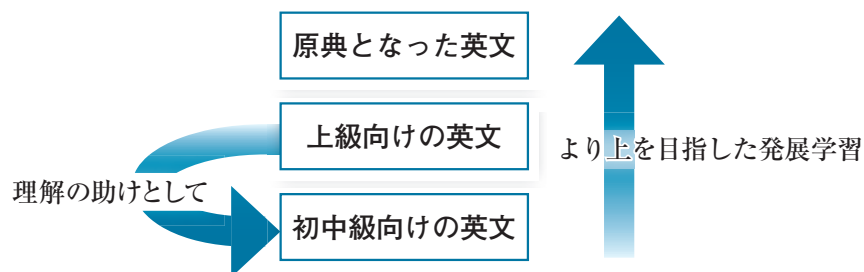 原典となった英文
上級向けの英文
より上を目指した発展学習
理解の助けとして
初中級向けの英文